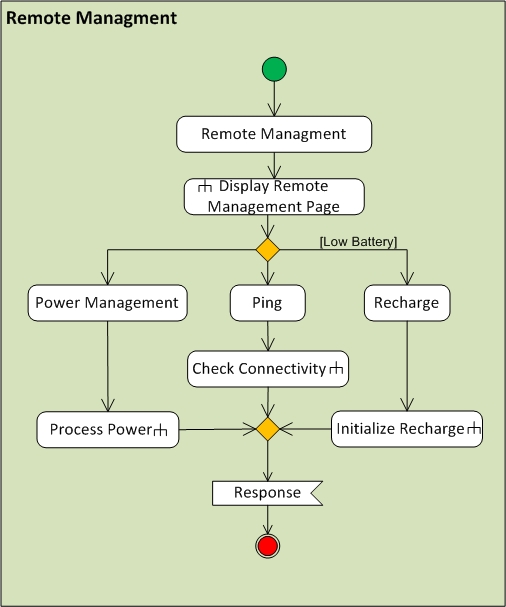 Remote Managment
Remote Managment
Display Remote
Management Page
[Low Battery]
Power Management
Ping
Recharge
Check Connectivity
Process Power
Initialize Recharge
Response